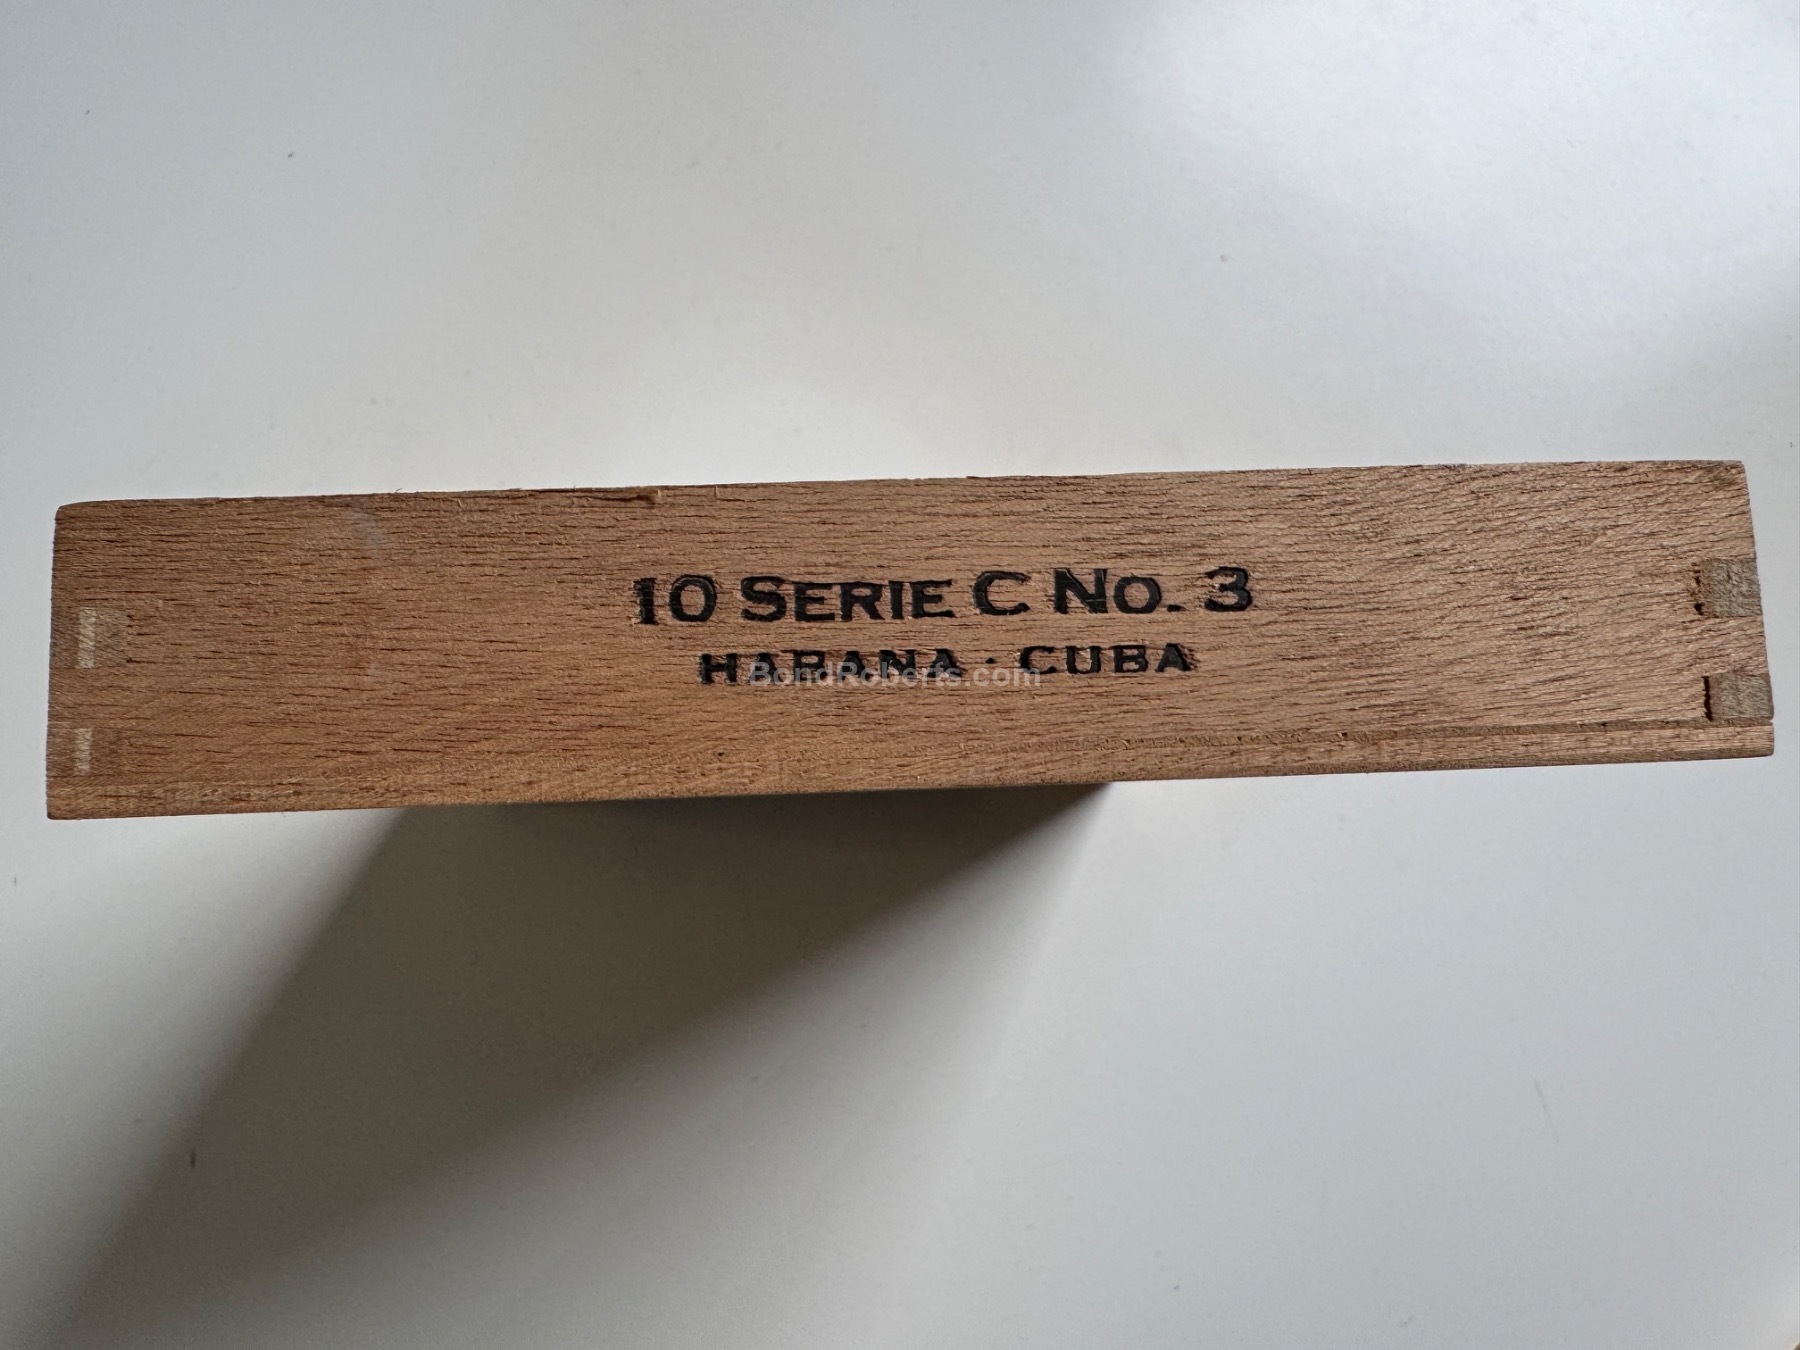 10 SERIE C No. 3
HABANA · CUBA
BondRoberts.com